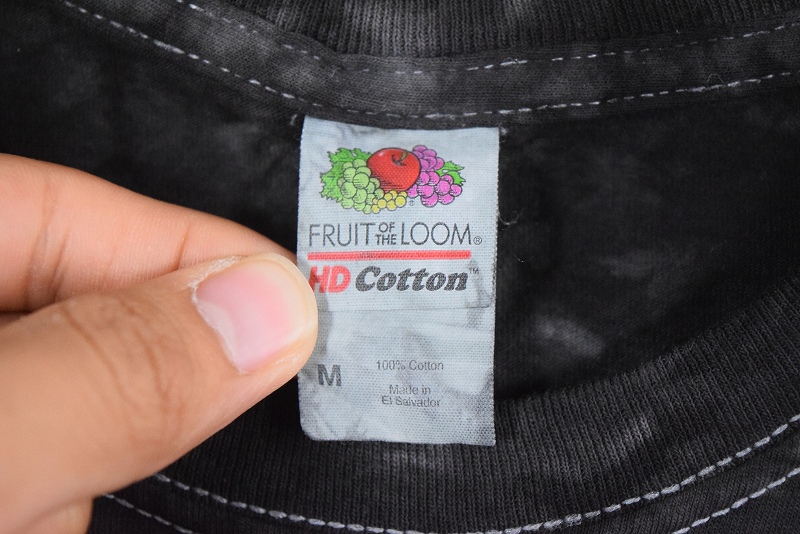 FRUIT OF THE LOOM®
HD Cotton™
M
100% Cotton
Made in
El Salvador